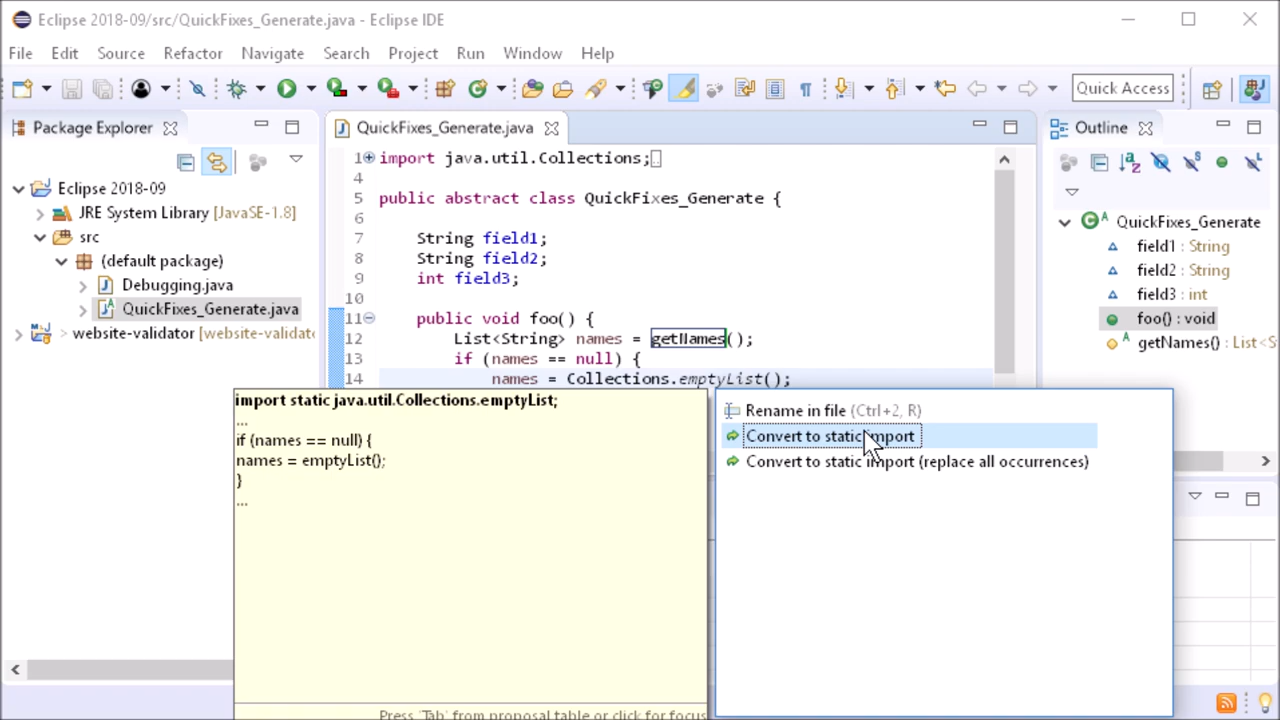 Eclipse 2018-09/src/QuickFixes_Generate.java - Eclipse IDE
File Edit Source Refactor Navigate Search Project Run Window Help
Quick Access
Package Explorer
Eclipse 2018-09
JRE System Library [JavaSE-1.8]
src
(default package)
Debugging.java
QuickFixes_Generate.java
> website-validator [website-validato
QuickFixes_Generate.java
1 import java.util.Collections;
4
5 public abstract class QuickFixes_Generate {
6
7 String field1;
8 String field2;
9 int field3;
10
11 public void foo() {
12 List<String> names = getNames();
13 if (names == null) {
14 names = Collections.emptyList();
Outline
QuickFixes_Generate
field1 : String
field2 : String
field3 : int
foo() : void
getNames() : List<S
import static java.util.Collections.emptyList;
...
if (names == null) {
names = emptyList();
}
...
Press 'Tab' from proposal table or click for focus
Rename in file (Ctrl+2, R)
Convert to static import
Convert to static import (replace all occurrences)